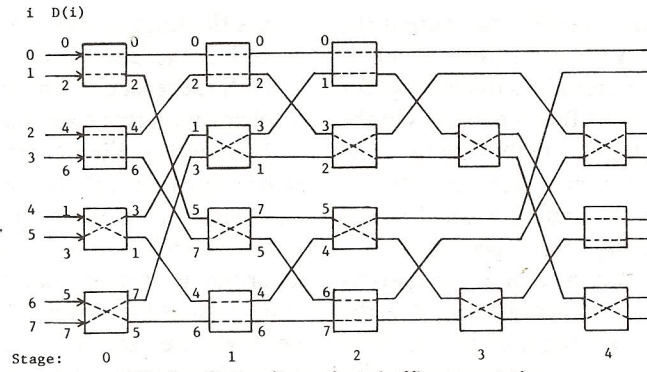 i D(i)
0 0 0 0 0 0
1 2 2 2 2 1
2 4 4 1 3 3
3 6 6 3 1 2
4 1 3 5 7 5
5 3 1 7 5 4
6 5 7 4 4 6
7 7 5 6 6 7
Stage: 0 1 2 3 4